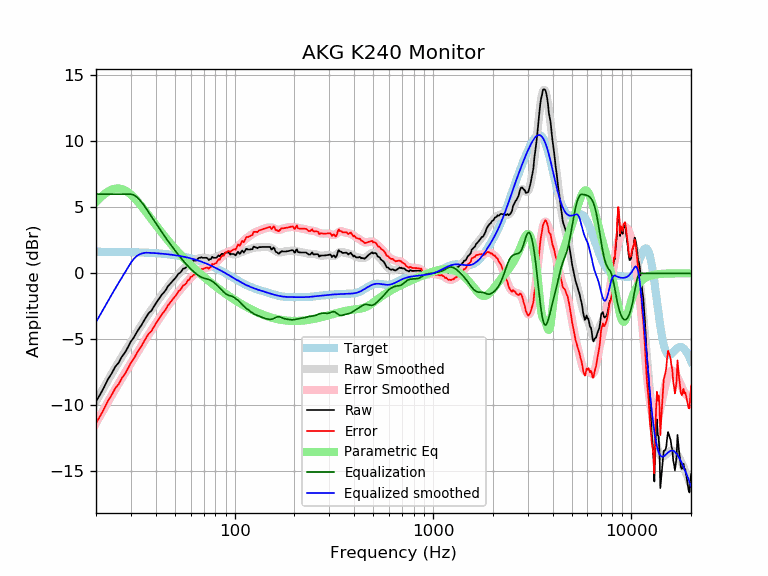 AKG K240 Monitor
15
10
5
0
−5
−10
−15
Amplitude (dBr)
Target
Raw Smoothed
Error Smoothed
Raw
Error
Parametric Eq
Equalization
Equalized smoothed
100
1000
10000
Frequency (Hz)